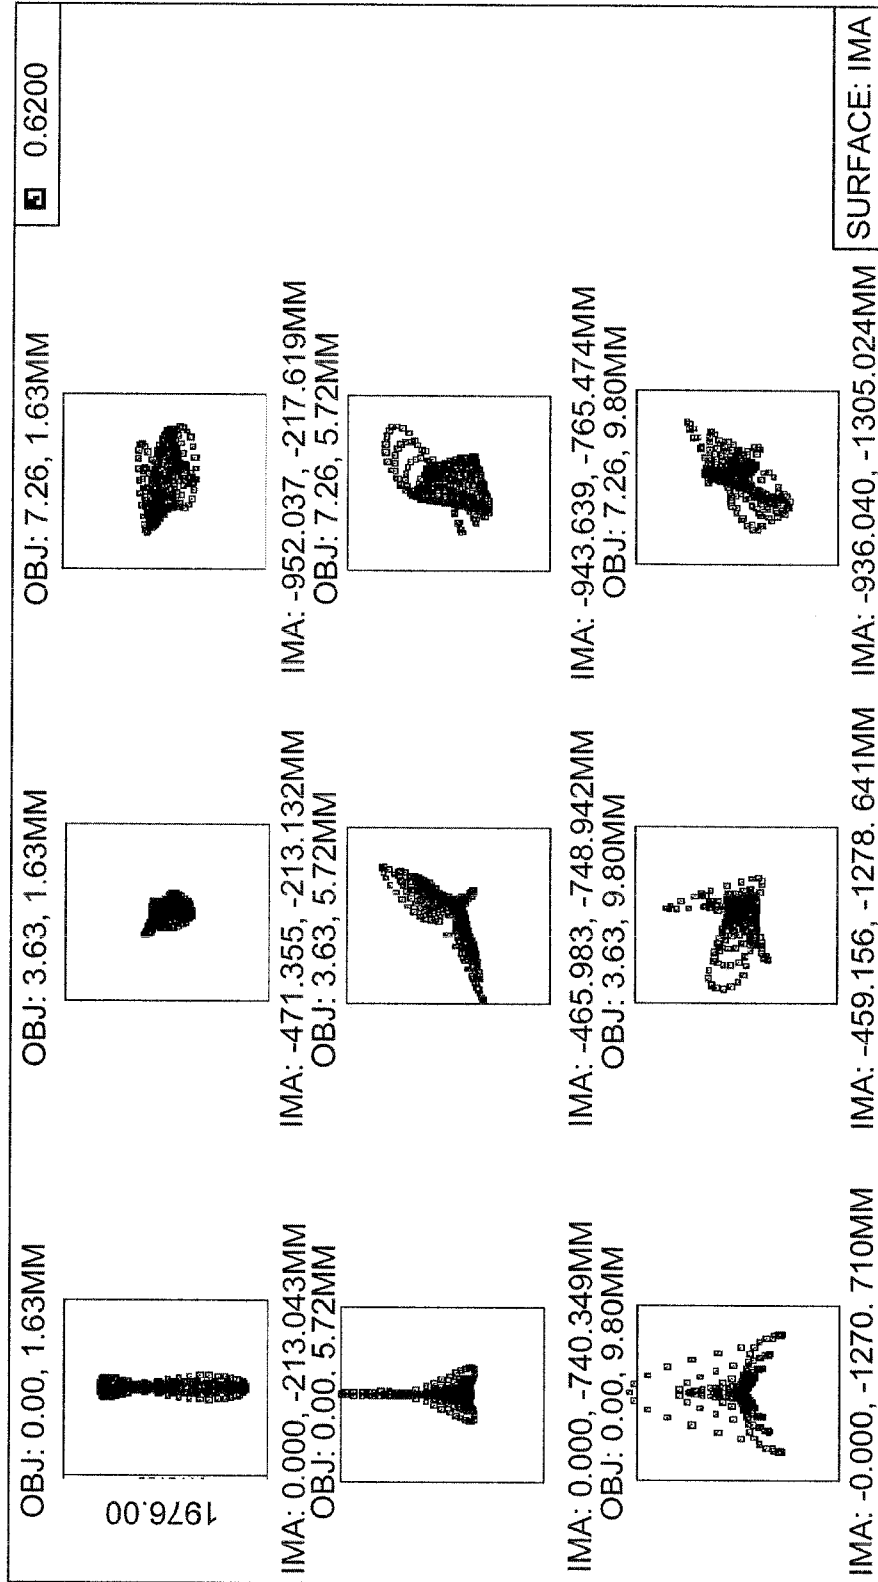 OBJ: 0.00, 1.63MM
OBJ: 3.63, 1.63MM
OBJ: 7.26, 1.63MM
0.6200
1976.00
IMA: 0.000, -213.043MM
IMA: -471.355, -213.132MM
IMA: -952.037, -217.619MM
OBJ: 0.00. 5.72MM
OBJ: 3.63, 5.72MM
OBJ: 7.26, 5.72MM
IMA: 0.000, -740.349MM
IMA: -465.983, -748.942MM
IMA: -943.639, -765.474MM
OBJ: 0.00, 9.80MM
OBJ: 3.63, 9.80MM
OBJ: 7.26, 9.80MM
IMA: -0.000, -1270. 710MM
IMA: -459.156, -1278. 641MM
IMA: -936.040, -1305.024MM
SURFACE: IMA